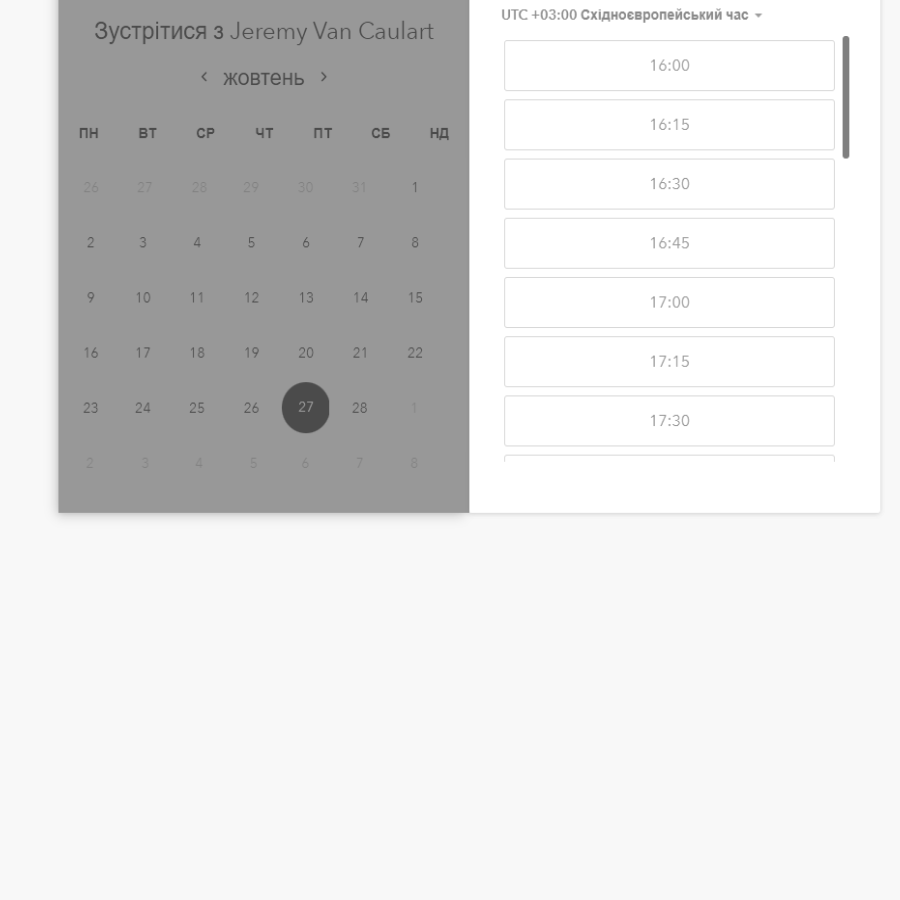 Зустрітися з Jeremy Van Caulart
жовтень
ПН ВТ СР ЧТ ПТ СБ НД
26 27 28 29 30 31 1
2 3 4 5 6 7 8
9 10 11 12 13 14 15
16 17 18 19 20 21 22
23 24 25 26 27 28 1
2 3 4 5 6 7 8
UTC +03:00 Східноєвропейський час
16:00
16:15
16:30
16:45
17:00
17:15
17:30